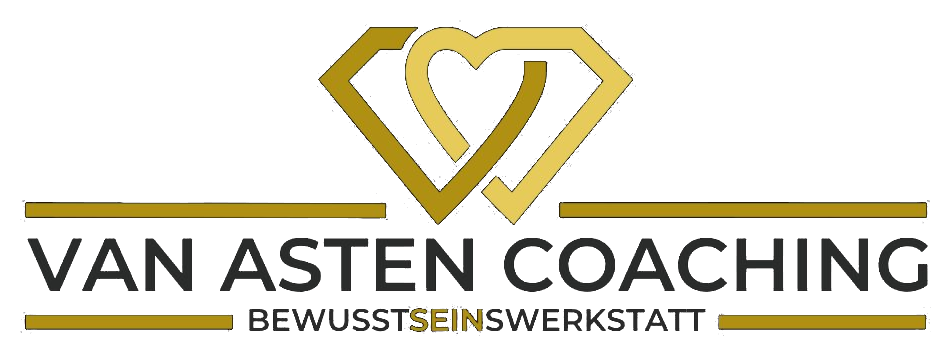 VAN ASTEN COACHING
BEWUSSTSEINSWERKSTATT